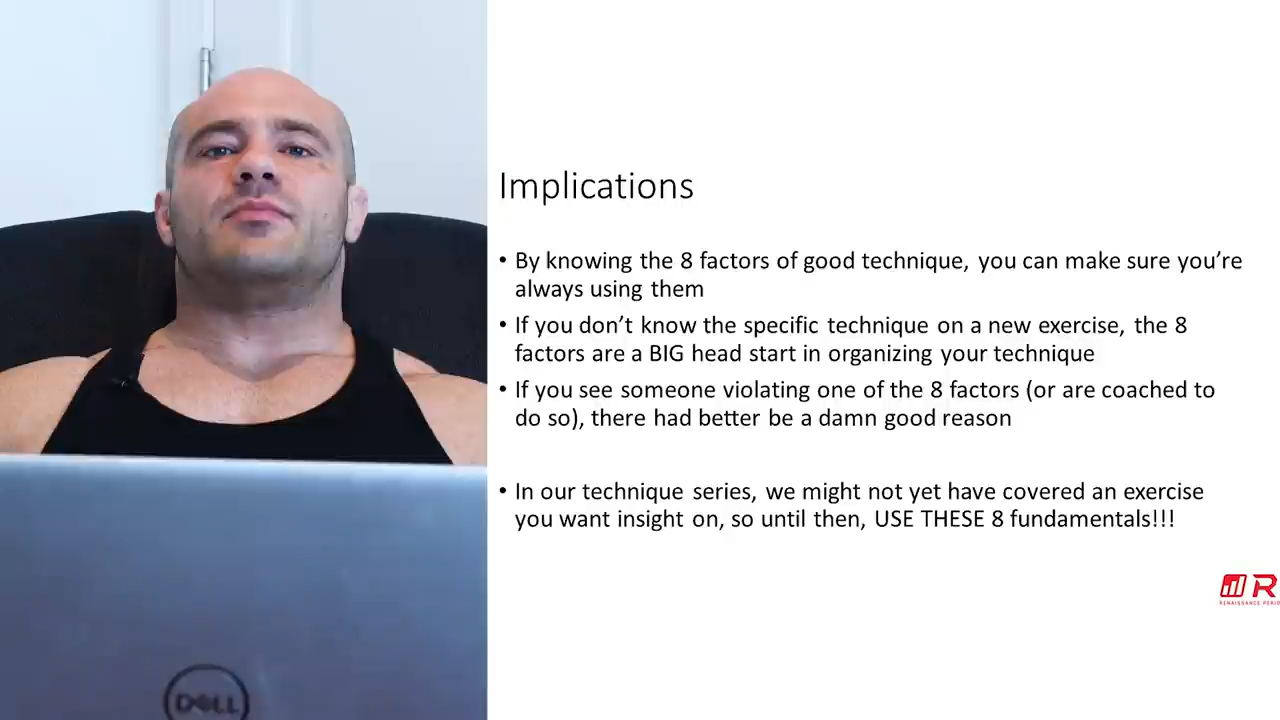 Implications
• By knowing the 8 factors of good technique, you can make sure you’re
always using them
• If you don’t know the specific technique on a new exercise, the 8
factors are a BIG head start in organizing your technique
• If you see someone violating one of the 8 factors (or are coached to
do so), there had better be a damn good reason
• In our technique series, we might not yet have covered an exercise
you want insight on, so until then, USE THESE 8 fundamentals!!!
R
RENAISSANCE PERIO
DELL